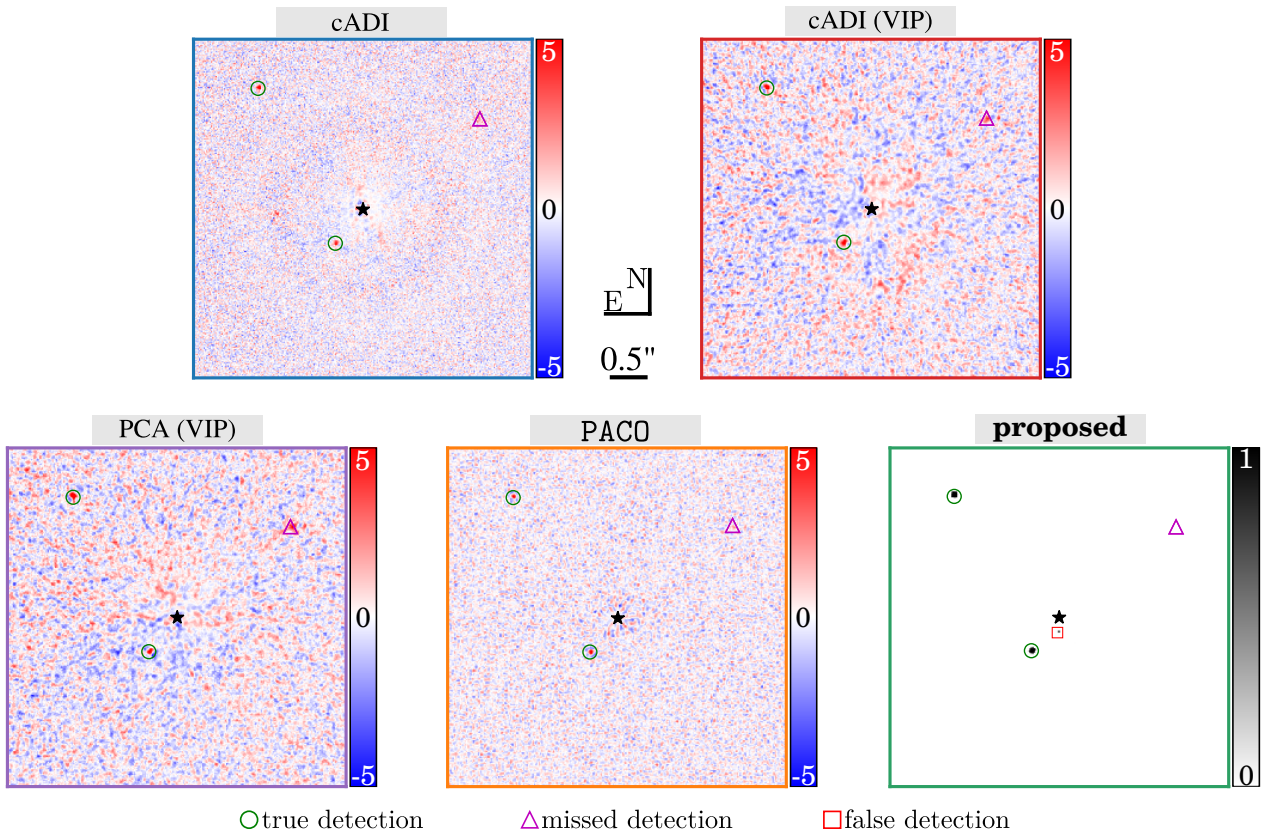 cADI
cADI (VIP)
5
0
-5
5
0
-5
N
E
0.5"
PCA (VIP)
PACO
proposed
5
0
-5
5
0
-5
1
0
true detection
missed detection
false detection